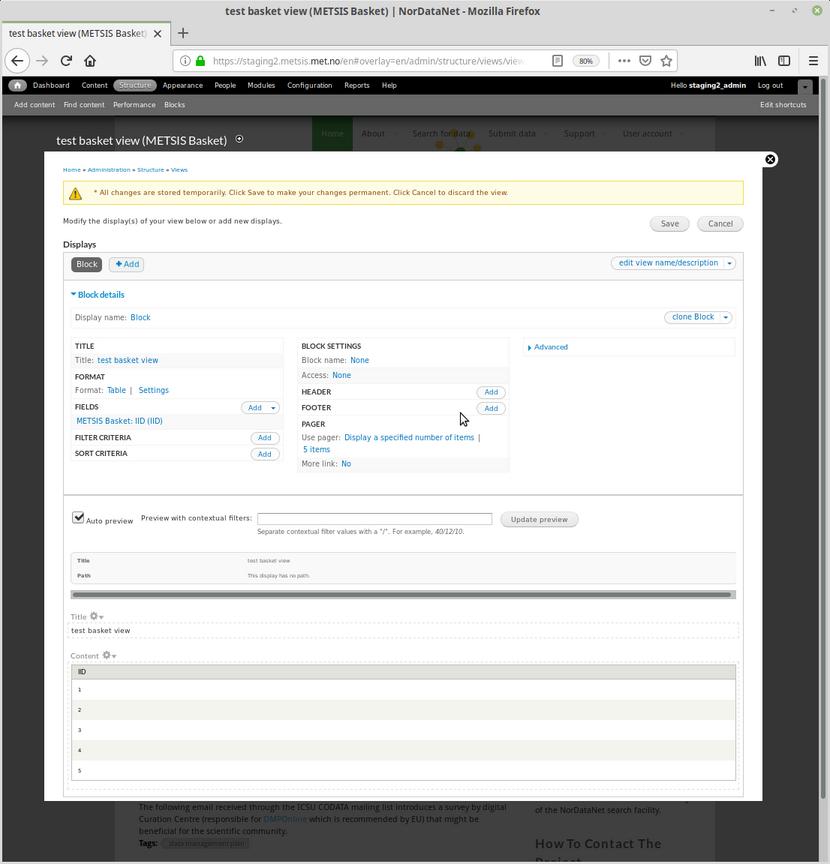 test basket view (METSIS Basket) | NorDataNet - Mozilla Firefox
test basket view (METSIS Basket)
https://staging2.metsis.met.no/en#overlay=en/admin/structure/views/view
80%
Dashboard Content Structure Appearance People Modules Configuration Reports Help Hello staging2_admin Log out
Add content Find content Performance Blocks Edit shortcuts
Home About Search for data Submit data Support User account
test basket view (METSIS Basket)
Home » Administration » Structure » Views
* All changes are stored temporarily. Click Save to make your changes permanent. Click Cancel to discard the view.
Modify the display(s) of your view below or add new displays.
Save Cancel
Displays
Block Add edit view name/description
Block details
Display name: Block clone Block
TITLE
Title: test basket view
FORMAT
Format: Table | Settings
FIELDS Add
METSIS Basket: IID (IID)
FILTER CRITERIA Add
SORT CRITERIA Add
BLOCK SETTINGS
Block name: None
Access: None
HEADER Add
FOOTER Add
PAGER
Use pager: Display a specified number of items |
5 items
More link: No
Advanced
Auto preview Preview with contextual filters: Update preview
Separate contextual filter values with a "/". For example, 40/12/10.
Title test basket view
Path This display has no path.
Title
test basket view
Content
IID
1
2
3
4
5
The following email received through the ICSU CODATA mailing list introduces a survey by digital
Curation Centre (responsible for DMPOnline which is recommended by EU) that might be
beneficial for the scientific community.
Tags: data management plan
of the NorDataNet search facility.
How To Contact The
Project